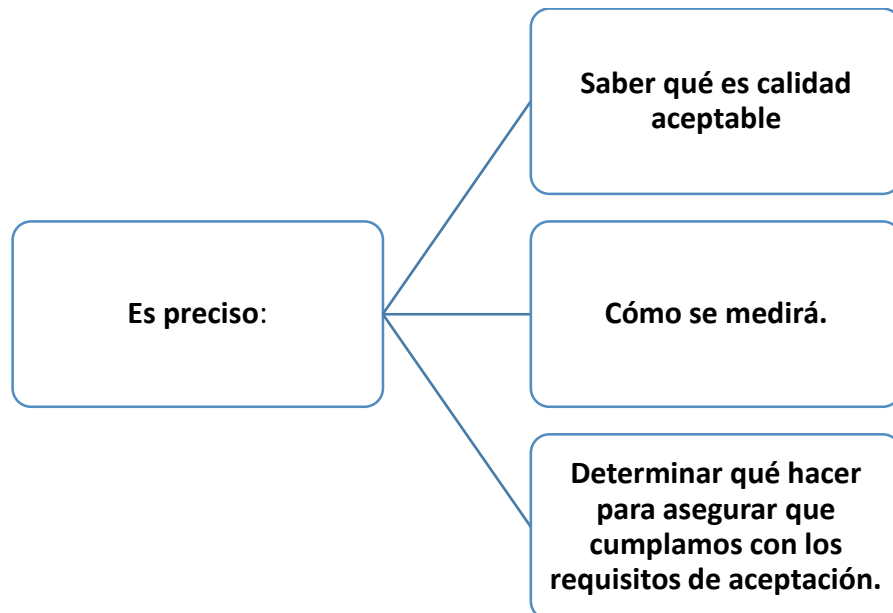 Es preciso:
Saber qué es calidad
aceptable
Cómo se medirá.
Determinar qué hacer
para asegurar que
cumplamos con los
requisitos de aceptación.